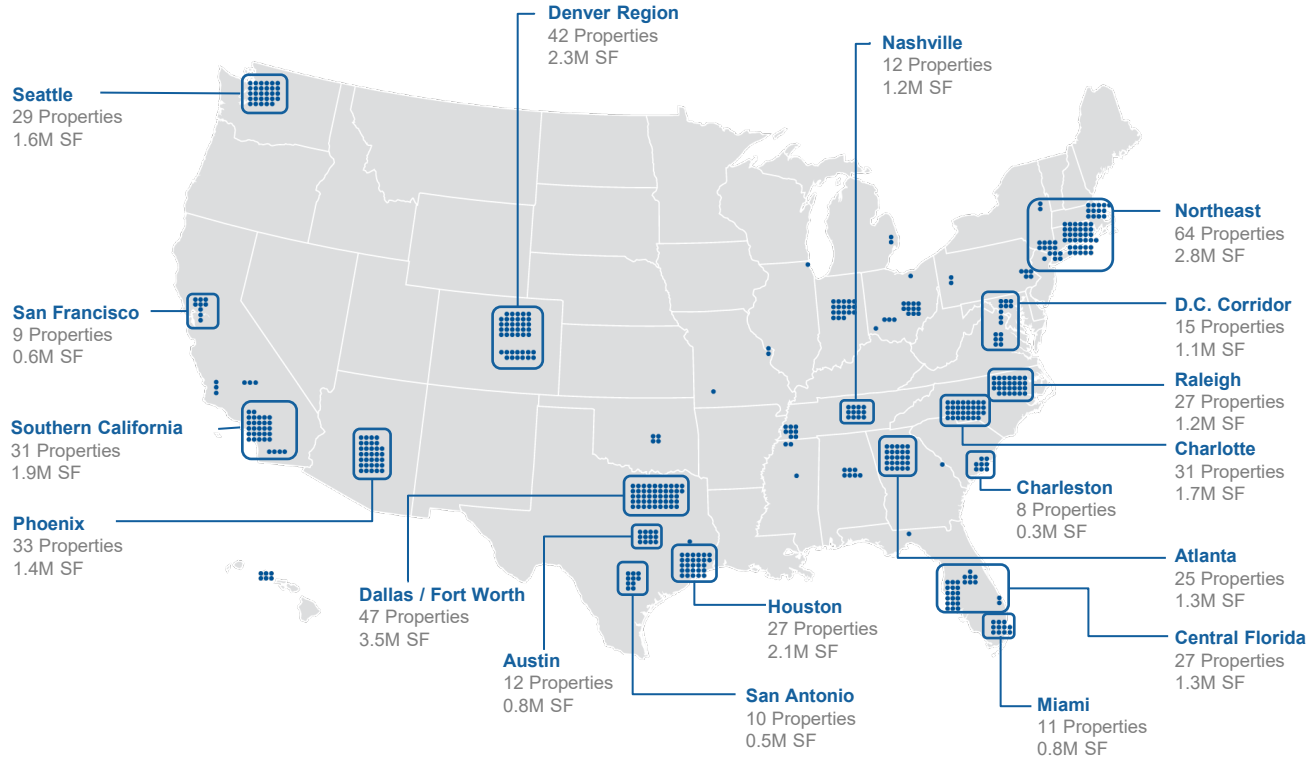 Denver Region
42 Properties
2.3M SF
Nashville
12 Properties
1.2M SF
Seattle
29 Properties
1.6M SF
Northeast
64 Properties
2.8M SF
San Francisco
9 Properties
0.6M SF
D.C. Corridor
15 Properties
1.1M SF
Raleigh
27 Properties
1.2M SF
Southern California
31 Properties
1.9M SF
Charlotte
31 Properties
1.7M SF
Charleston
8 Properties
0.3M SF
Phoenix
33 Properties
1.4M SF
Atlanta
25 Properties
1.3M SF
Dallas / Fort Worth
47 Properties
3.5M SF
Houston
27 Properties
2.1M SF
Central Florida
27 Properties
1.3M SF
Austin
12 Properties
0.8M SF
San Antonio
10 Properties
0.5M SF
Miami
11 Properties
0.8M SF